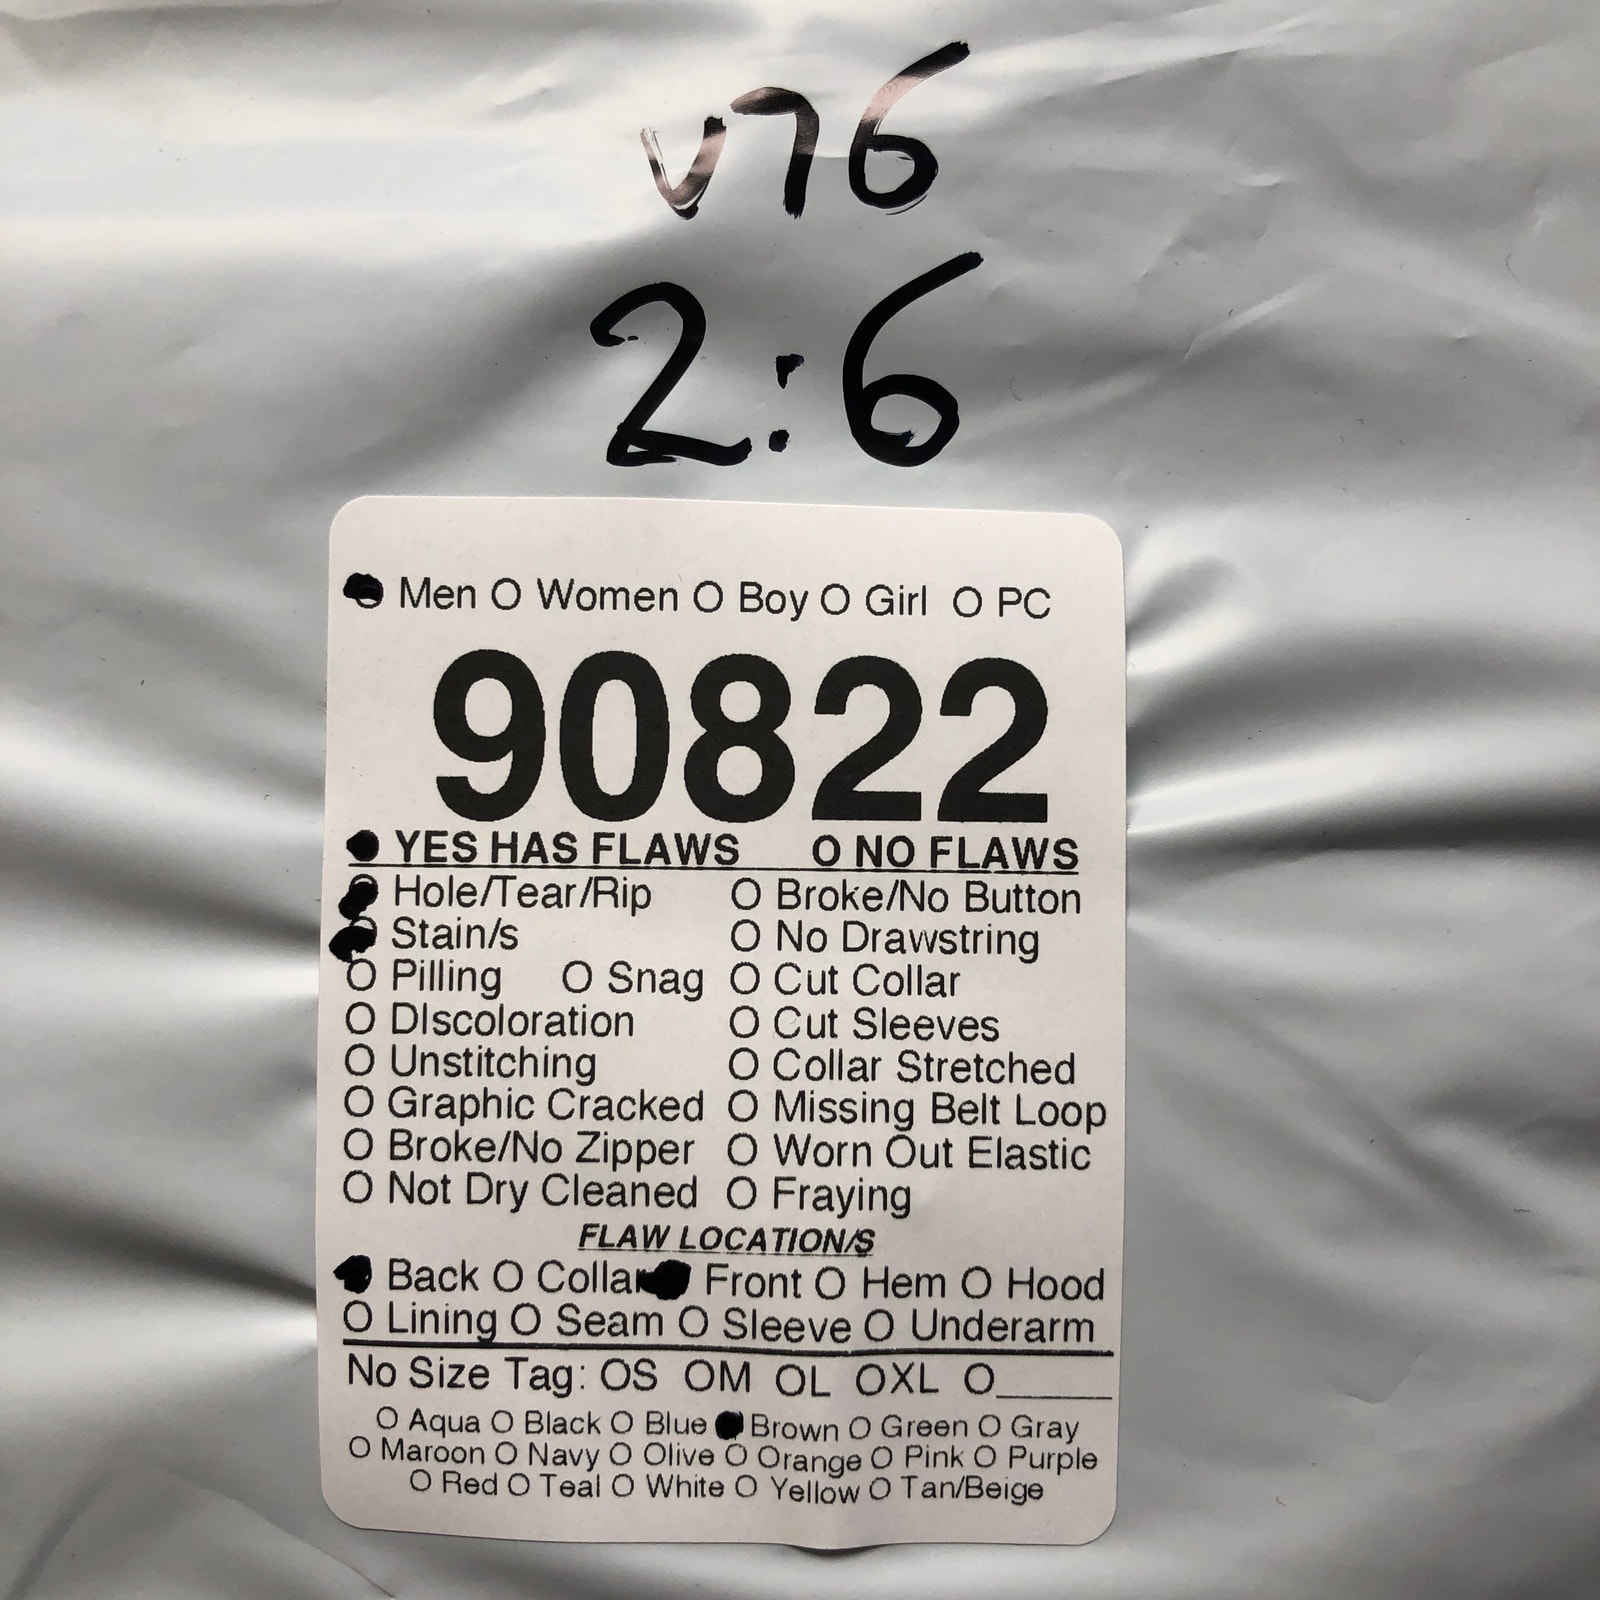 v76
2:6
Men O Women O Boy O Girl O PC
90822
YES HAS FLAWS O NO FLAWS
Hole/Tear/Rip O Broke/No Button
Stain/s O No Drawstring
O Pilling O Snag O Cut Collar
O DIscoloration O Cut Sleeves
O Unstitching O Collar Stretched
O Graphic Cracked O Missing Belt Loop
O Broke/No Zipper O Worn Out Elastic
O Not Dry Cleaned O Fraying
FLAW LOCATION/S
Back O Collar Front O Hem O Hood
O Lining O Seam O Sleeve O Underarm
No Size Tag: OS OM OL OXL O______
O Aqua O Black O Blue Brown O Green O Gray
O Maroon O Navy O Olive O Orange O Pink O Purple
O Red O Teal O White O Yellow O Tan/Beige